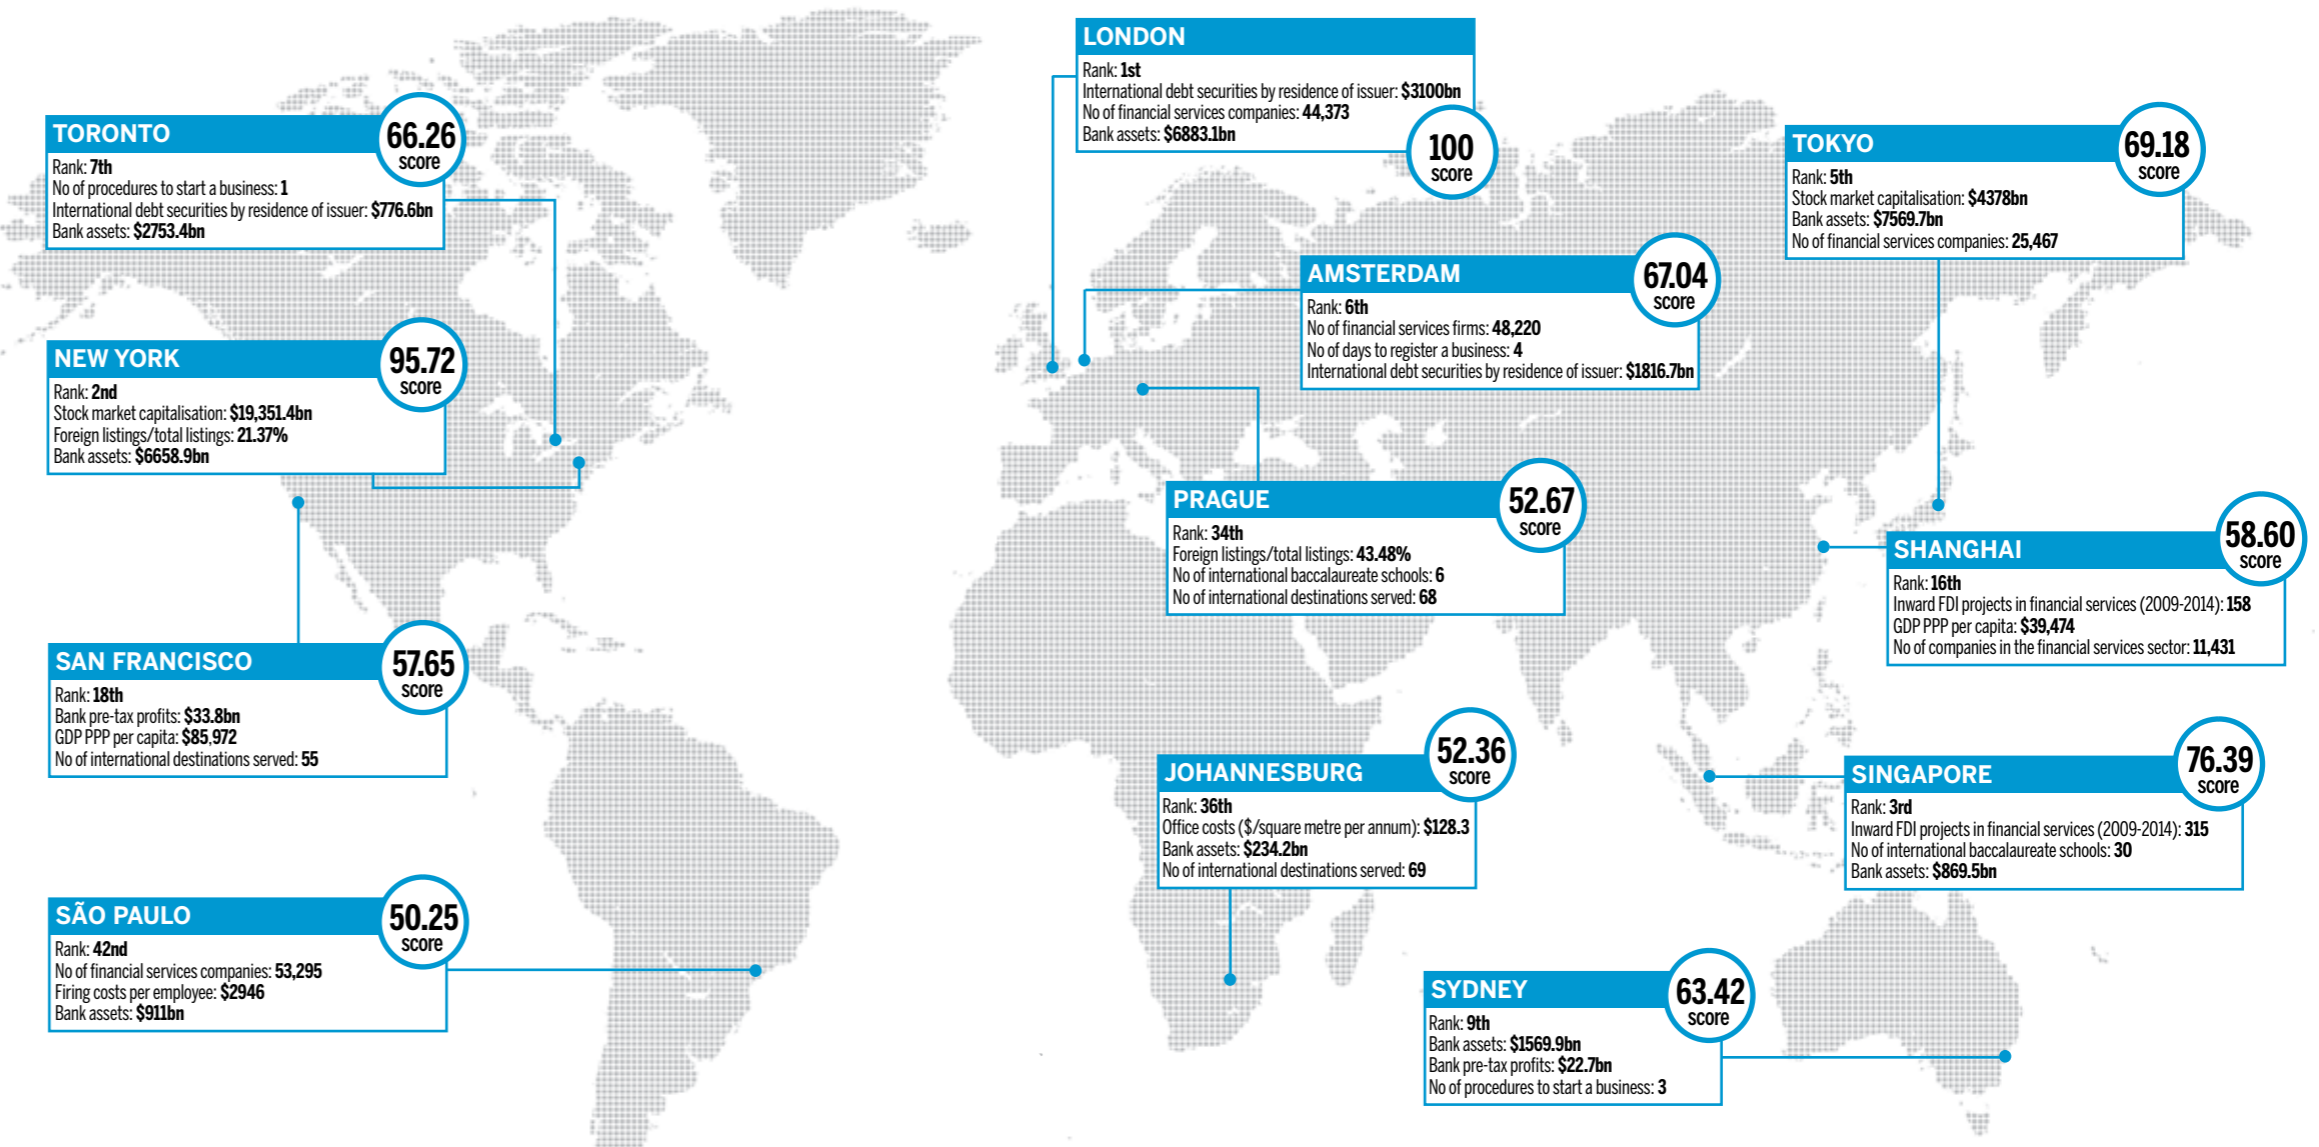 LONDON
Rank: 1st
International debt securities by residence of issuer: $3100bn
No of financial services companies: 44,373
Bank assets: $6883.1bn
100
score
TORONTO
66.26
score
Rank: 7th
No of procedures to start a business: 1
International debt securities by residence of issuer: $776.6bn
Bank assets: $2753.4bn
TOKYO
69.18
score
Rank: 5th
Stock market capitalisation: $4378bn
Bank assets: $7569.7bn
No of financial services companies: 25,467
AMSTERDAM
67.04
score
Rank: 6th
No of financial services firms: 48,220
No of days to register a business: 4
International debt securities by residence of issuer: $1816.7bn
NEW YORK
95.72
score
Rank: 2nd
Stock market capitalisation: $19,351.4bn
Foreign listings/total listings: 21.37%
Bank assets: $6658.9bn
PRAGUE
52.67
score
Rank: 34th
Foreign listings/total listings: 43.48%
No of international baccalaureate schools: 6
No of international destinations served: 68
SHANGHAI
58.60
score
Rank: 16th
Inward FDI projects in financial services (2009-2014): 158
GDP PPP per capita: $39,474
No of companies in the financial services sector: 11,431
SAN FRANCISCO
57.65
score
Rank: 18th
Bank pre-tax profits: $33.8bn
GDP PPP per capita: $85,972
No of international destinations served: 55
JOHANNESBURG
52.36
score
Rank: 36th
Office costs ($/square metre per annum): $128.3
Bank assets: $234.2bn
No of international destinations served: 69
SINGAPORE
76.39
score
Rank: 3rd
Inward FDI projects in financial services (2009-2014): 315
No of international baccalaureate schools: 30
Bank assets: $869.5bn
SÃO PAULO
50.25
score
Rank: 42nd
No of financial services companies: 53,295
Firing costs per employee: $2946
Bank assets: $911bn
SYDNEY
63.42
score
Rank: 9th
Bank assets: $1569.9bn
Bank pre-tax profits: $22.7bn
No of procedures to start a business: 3